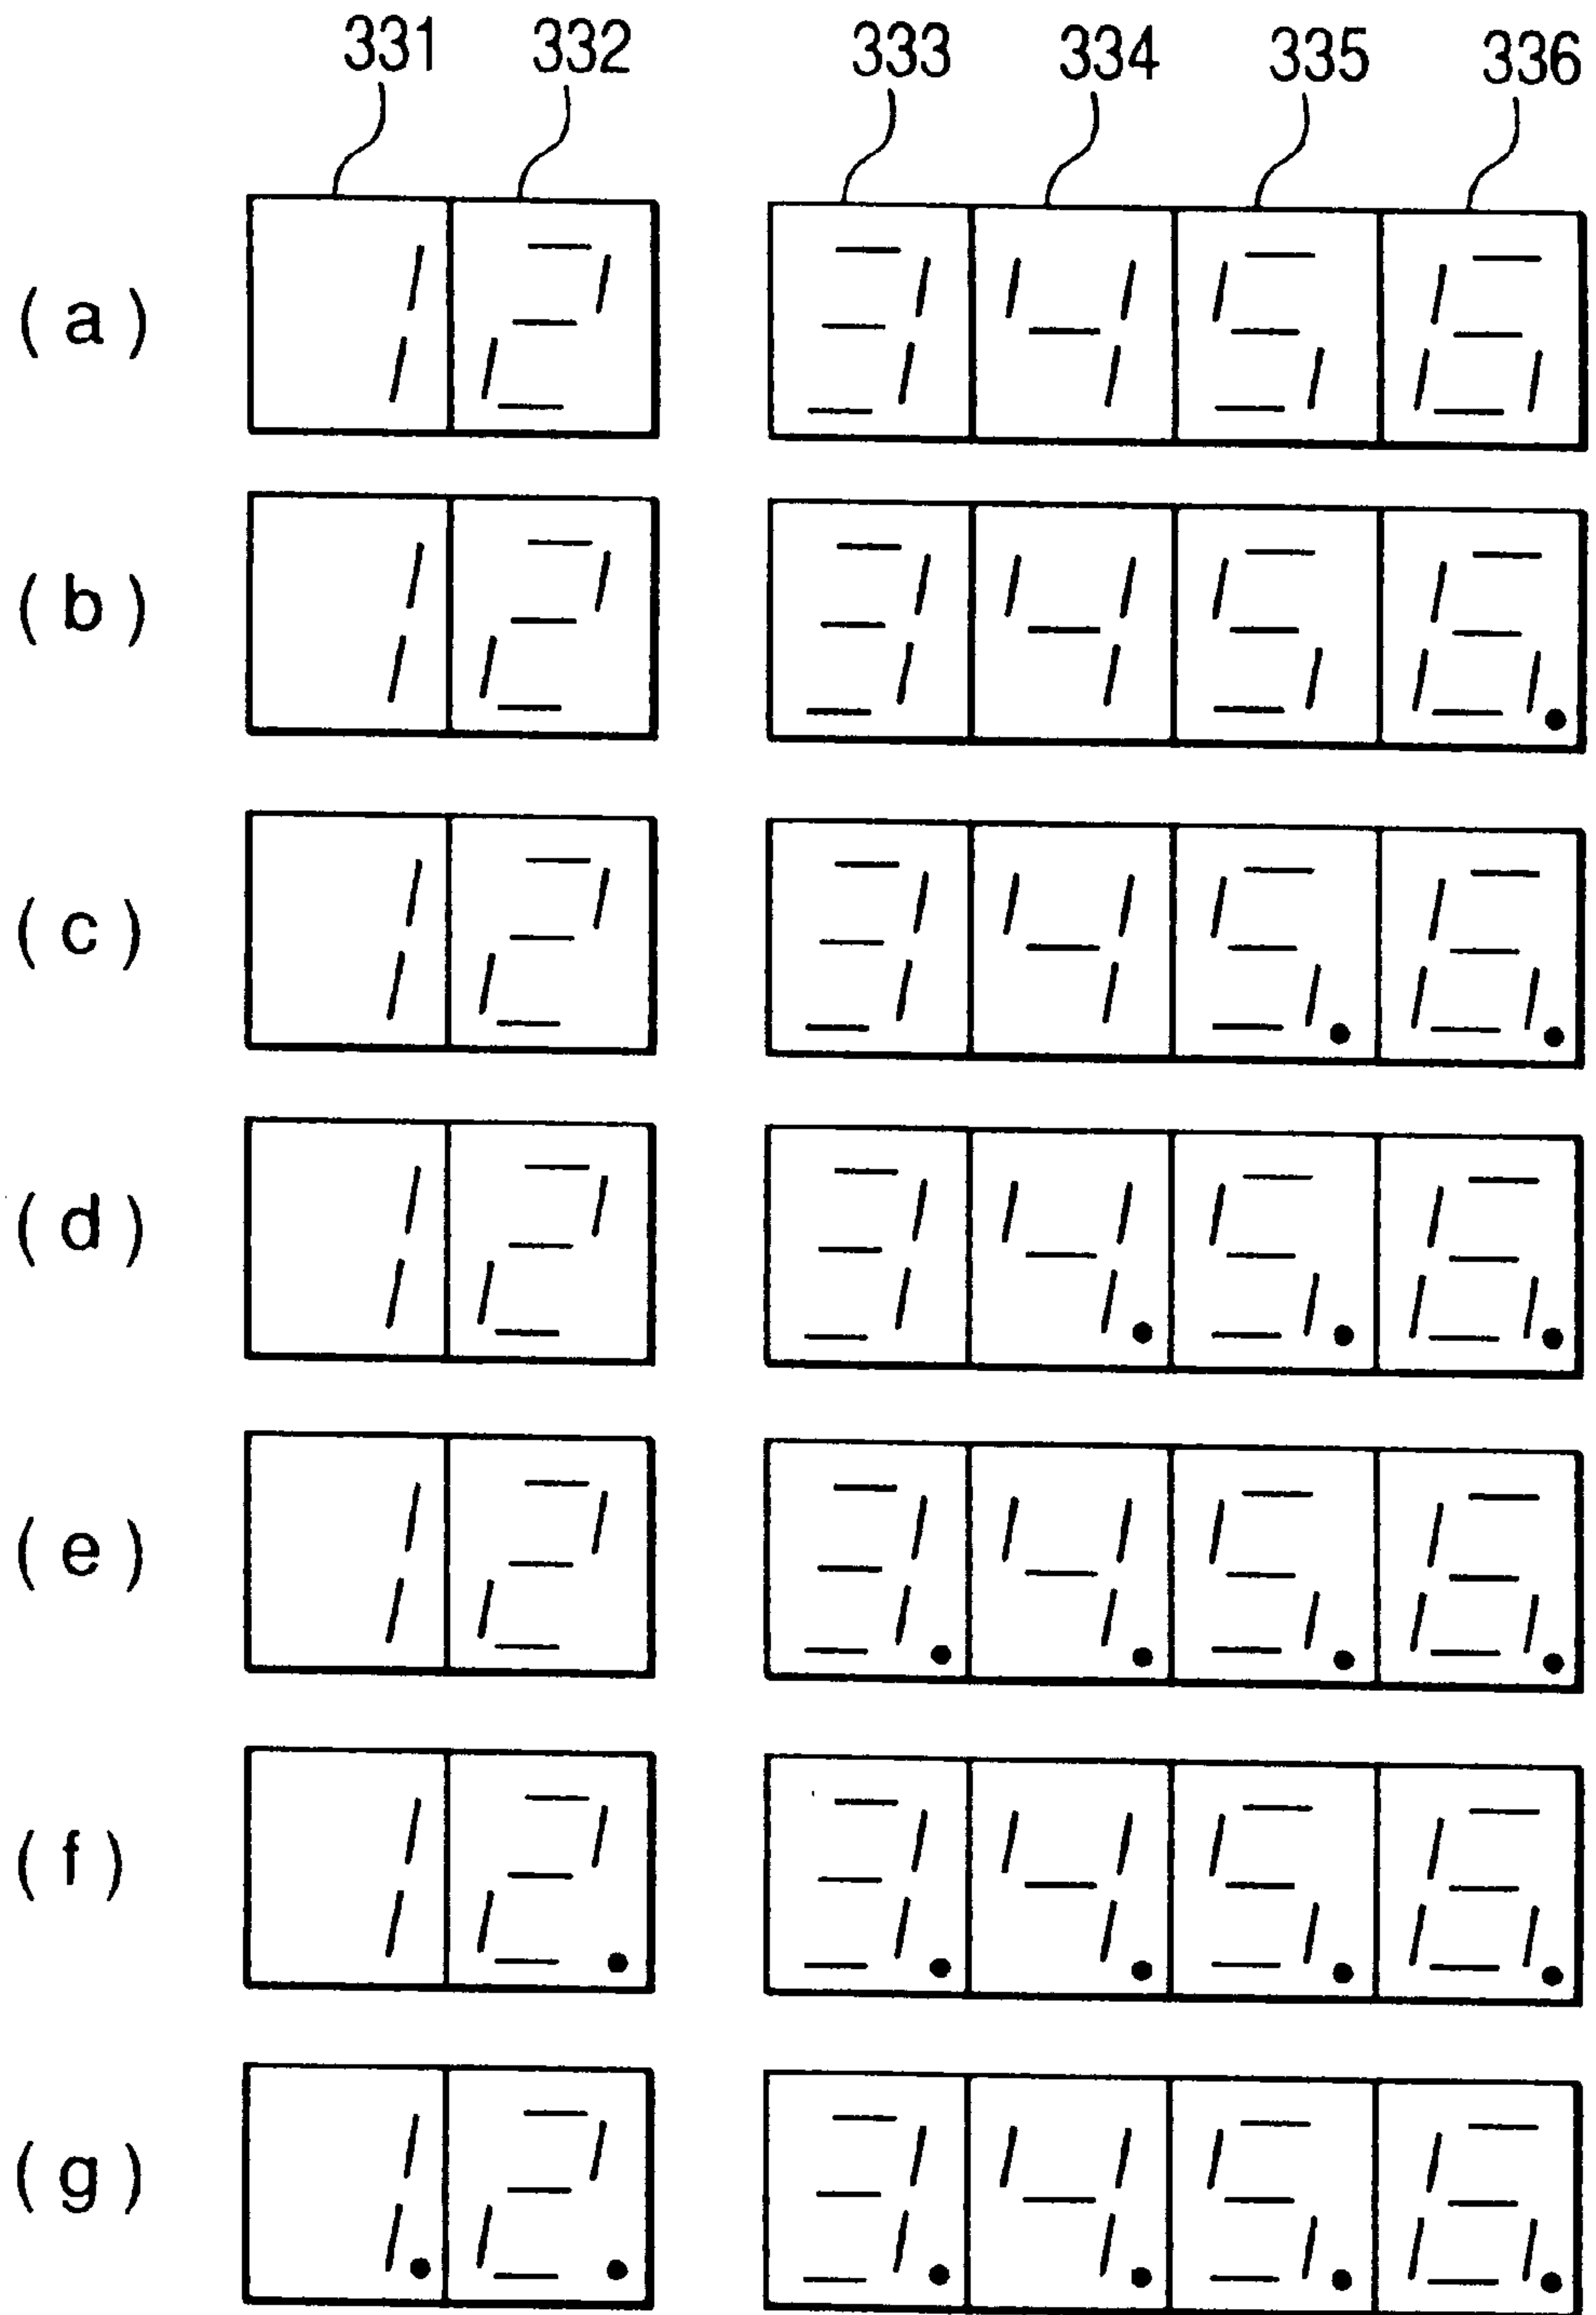 331 332 333 334 335 336
(a) 1 2 3 4 5 6
(b) 1 2 3 4 5 6.
(c) 1 2 3 4 5. 6.
(d) 1 2 3 4. 5. 6.
(e) 1 2 3. 4. 5. 6.
(f) 1 2. 3. 4. 5. 6.
(g) 1. 2. 3. 4. 5. 6.